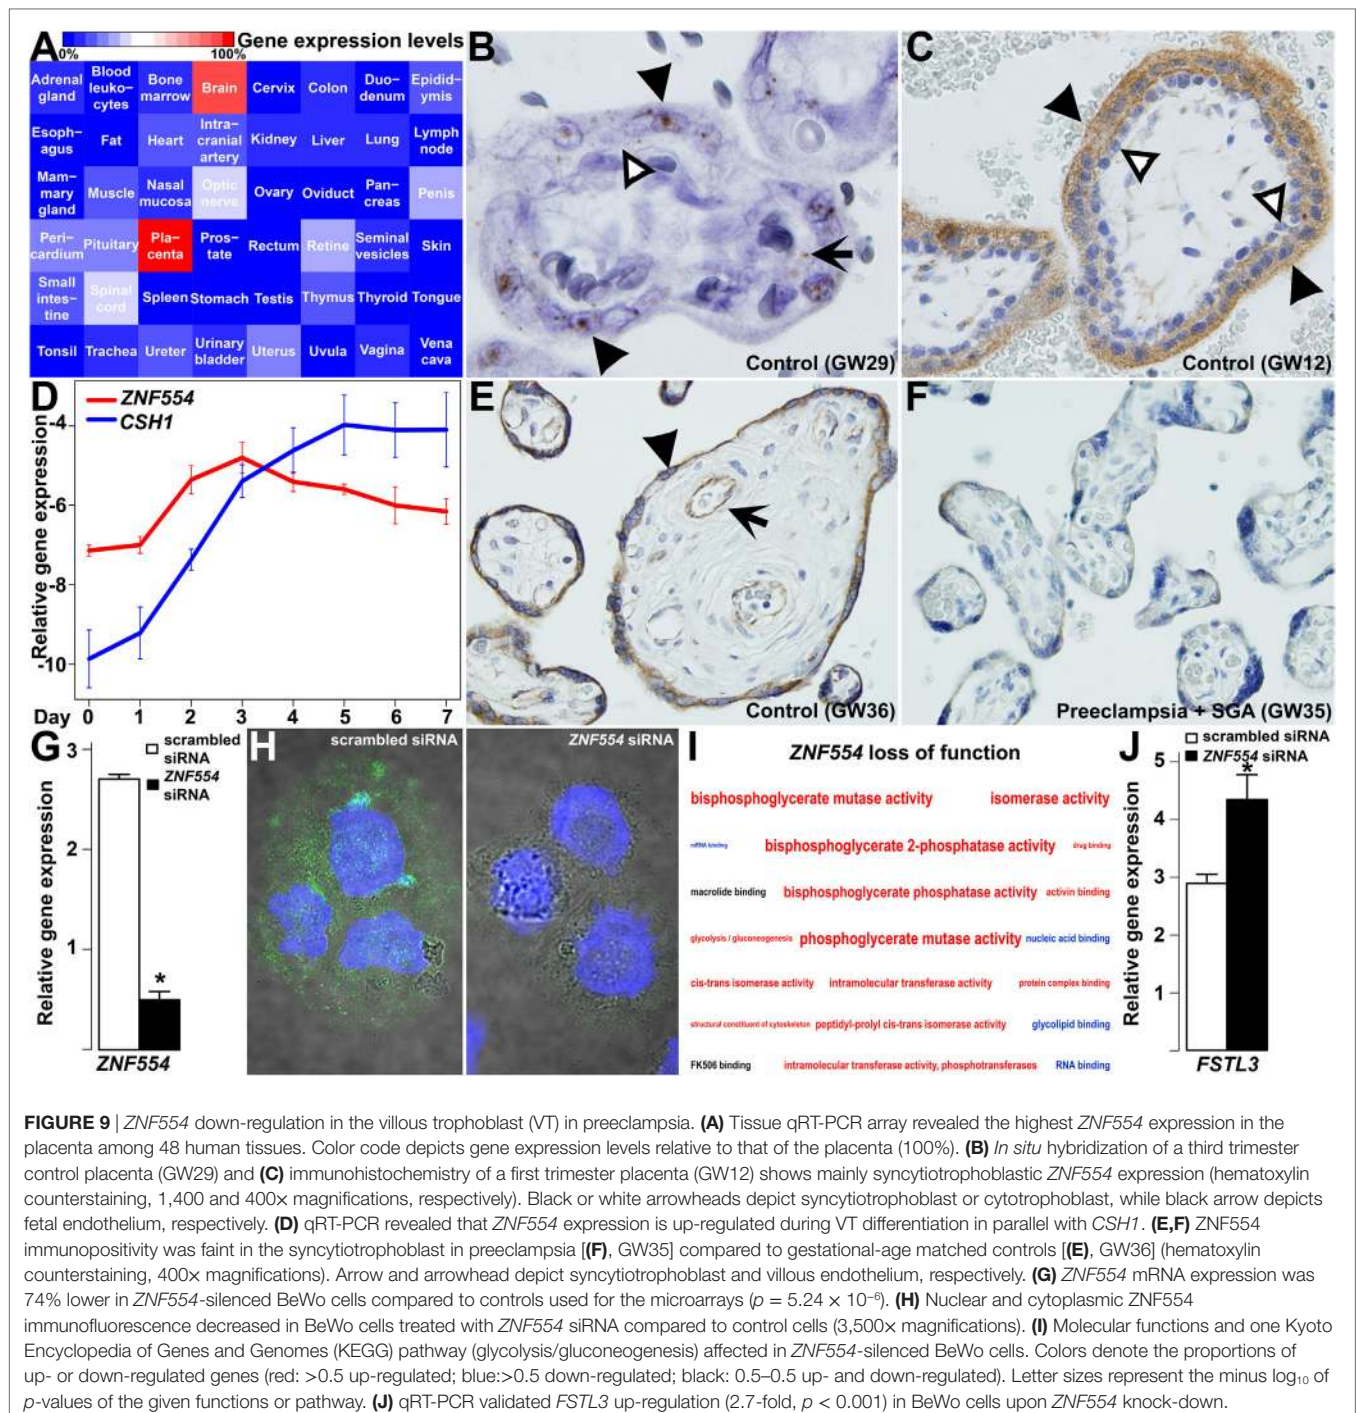 A
0%
100%
Gene expression levels
Adrenal gland
Blood leuko-cytes
Bone marrow
Brain
Cervix
Colon
Duo-denum
Epidid-ymis
Esoph-agus
Fat
Heart
Intra-cranial artery
Kidney
Liver
Lung
Lymph node
Mam-mary gland
Muscle
Nasal mucosa
Optic nerve
Ovary
Oviduct
Pan-creas
Penis
Peri-cardium
Pituitary
Pla-centa
Pros-tate
Rectum
Retine
Seminal vesicles
Skin
Small intes-tine
Spinal cord
Spleen
Stomach
Testis
Thymus
Thyroid
Tongue
Tonsil
Trachea
Ureter
Urinary bladder
Uterus
Uvula
Vagina
Vena cava
B
Control (GW29)
C
Control (GW12)
D
ZNF554
CSH1
Relative gene expression
-4
-6
-8
-10
Day 0 1 2 3 4 5 6 7
E
Control (GW36)
F
Preeclampsia + SGA (GW35)
G
scrambled siRNA
ZNF554 siRNA
Relative gene expression
3
2
1
*
ZNF554
H
scrambled siRNA
ZNF554 siRNA
I
ZNF554 loss of function
bisphosphoglycerate mutase activity isomerase activity
mRNA binding bisphosphoglycerate 2-phosphatase activity drug binding
macrolide binding bisphosphoglycerate phosphatase activity activin binding
glycolysis / gluconeogenesis phosphoglycerate mutase activity nucleic acid binding
cis-trans isomerase activity intramolecular transferase activity protein complex binding
structural constituent of cytoskeleton peptidyl-prolyl cis-trans isomerase activity glycolipid binding
FK506 binding intramolecular transferase activity, phosphotransferases RNA binding
J
scrambled siRNA
ZNF554 siRNA
Relative gene expression
5
4
3
2
1
*
FSTL3
FIGURE 9 | ZNF554 down-regulation in the villous trophoblast (VT) in preeclampsia. (A) Tissue qRT-PCR array revealed the highest ZNF554 expression in the
placenta among 48 human tissues. Color code depicts gene expression levels relative to that of the placenta (100%). (B) In situ hybridization of a third trimester
control placenta (GW29) and (C) immunohistochemistry of a first trimester placenta (GW12) shows mainly syncytiotrophoblastic ZNF554 expression (hematoxylin
counterstaining, 1,400 and 400× magnifications, respectively). Black or white arrowheads depict syncytiotrophoblast or cytotrophoblast, while black arrow depicts
fetal endothelium, respectively. (D) qRT-PCR revealed that ZNF554 expression is up-regulated during VT differentiation in parallel with CSH1. (E,F) ZNF554
immunopositivity was faint in the syncytiotrophoblast in preeclampsia [(F), GW35] compared to gestational-age matched controls [(E), GW36] (hematoxylin
counterstaining, 400× magnifications). Arrow and arrowhead depict syncytiotrophoblast and villous endothelium, respectively. (G) ZNF554 mRNA expression was
74% lower in ZNF554-silenced BeWo cells compared to controls used for the microarrays (p = 5.24 × 10⁻⁶). (H) Nuclear and cytoplasmic ZNF554
immunofluorescence decreased in BeWo cells treated with ZNF554 siRNA compared to control cells (3,500× magnifications). (I) Molecular functions and one Kyoto
Encyclopedia of Genes and Genomes (KEGG) pathway (glycolysis/gluconeogenesis) affected in ZNF554-silenced BeWo cells. Colors denote the proportions of
up- or down-regulated genes (red: >0.5 up-regulated; blue:>0.5 down-regulated; black: 0.5–0.5 up- and down-regulated). Letter sizes represent the minus log₁₀ of
p-values of the given functions or pathway. (J) qRT-PCR validated FSTL3 up-regulation (2.7-fold, p < 0.001) in BeWo cells upon ZNF554 knock-down.